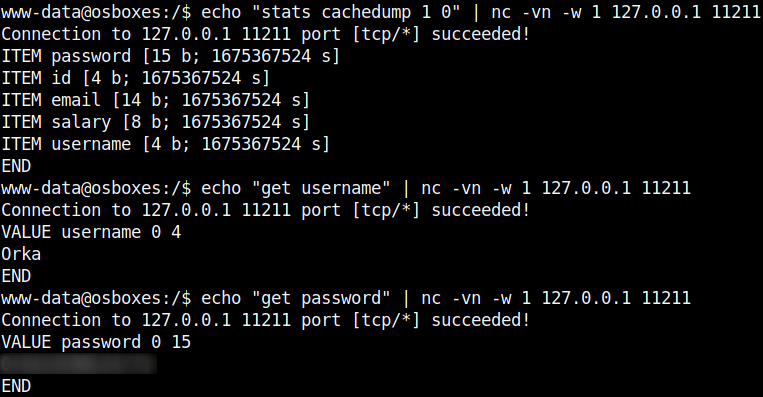 www-data@osboxes:/$ echo "stats cachedump 1 0" | nc -vn -w 1 127.0.0.1 11211
Connection to 127.0.0.1 11211 port [tcp/*] succeeded!
ITEM password [15 b; 1675367524 s]
ITEM id [4 b; 1675367524 s]
ITEM email [14 b; 1675367524 s]
ITEM salary [8 b; 1675367524 s]
ITEM username [4 b; 1675367524 s]
END
www-data@osboxes:/$ echo "get username" | nc -vn -w 1 127.0.0.1 11211
Connection to 127.0.0.1 11211 port [tcp/*] succeeded!
VALUE username 0 4
Orka
END
www-data@osboxes:/$ echo "get password" | nc -vn -w 1 127.0.0.1 11211
Connection to 127.0.0.1 11211 port [tcp/*] succeeded!
VALUE password 0 15
END